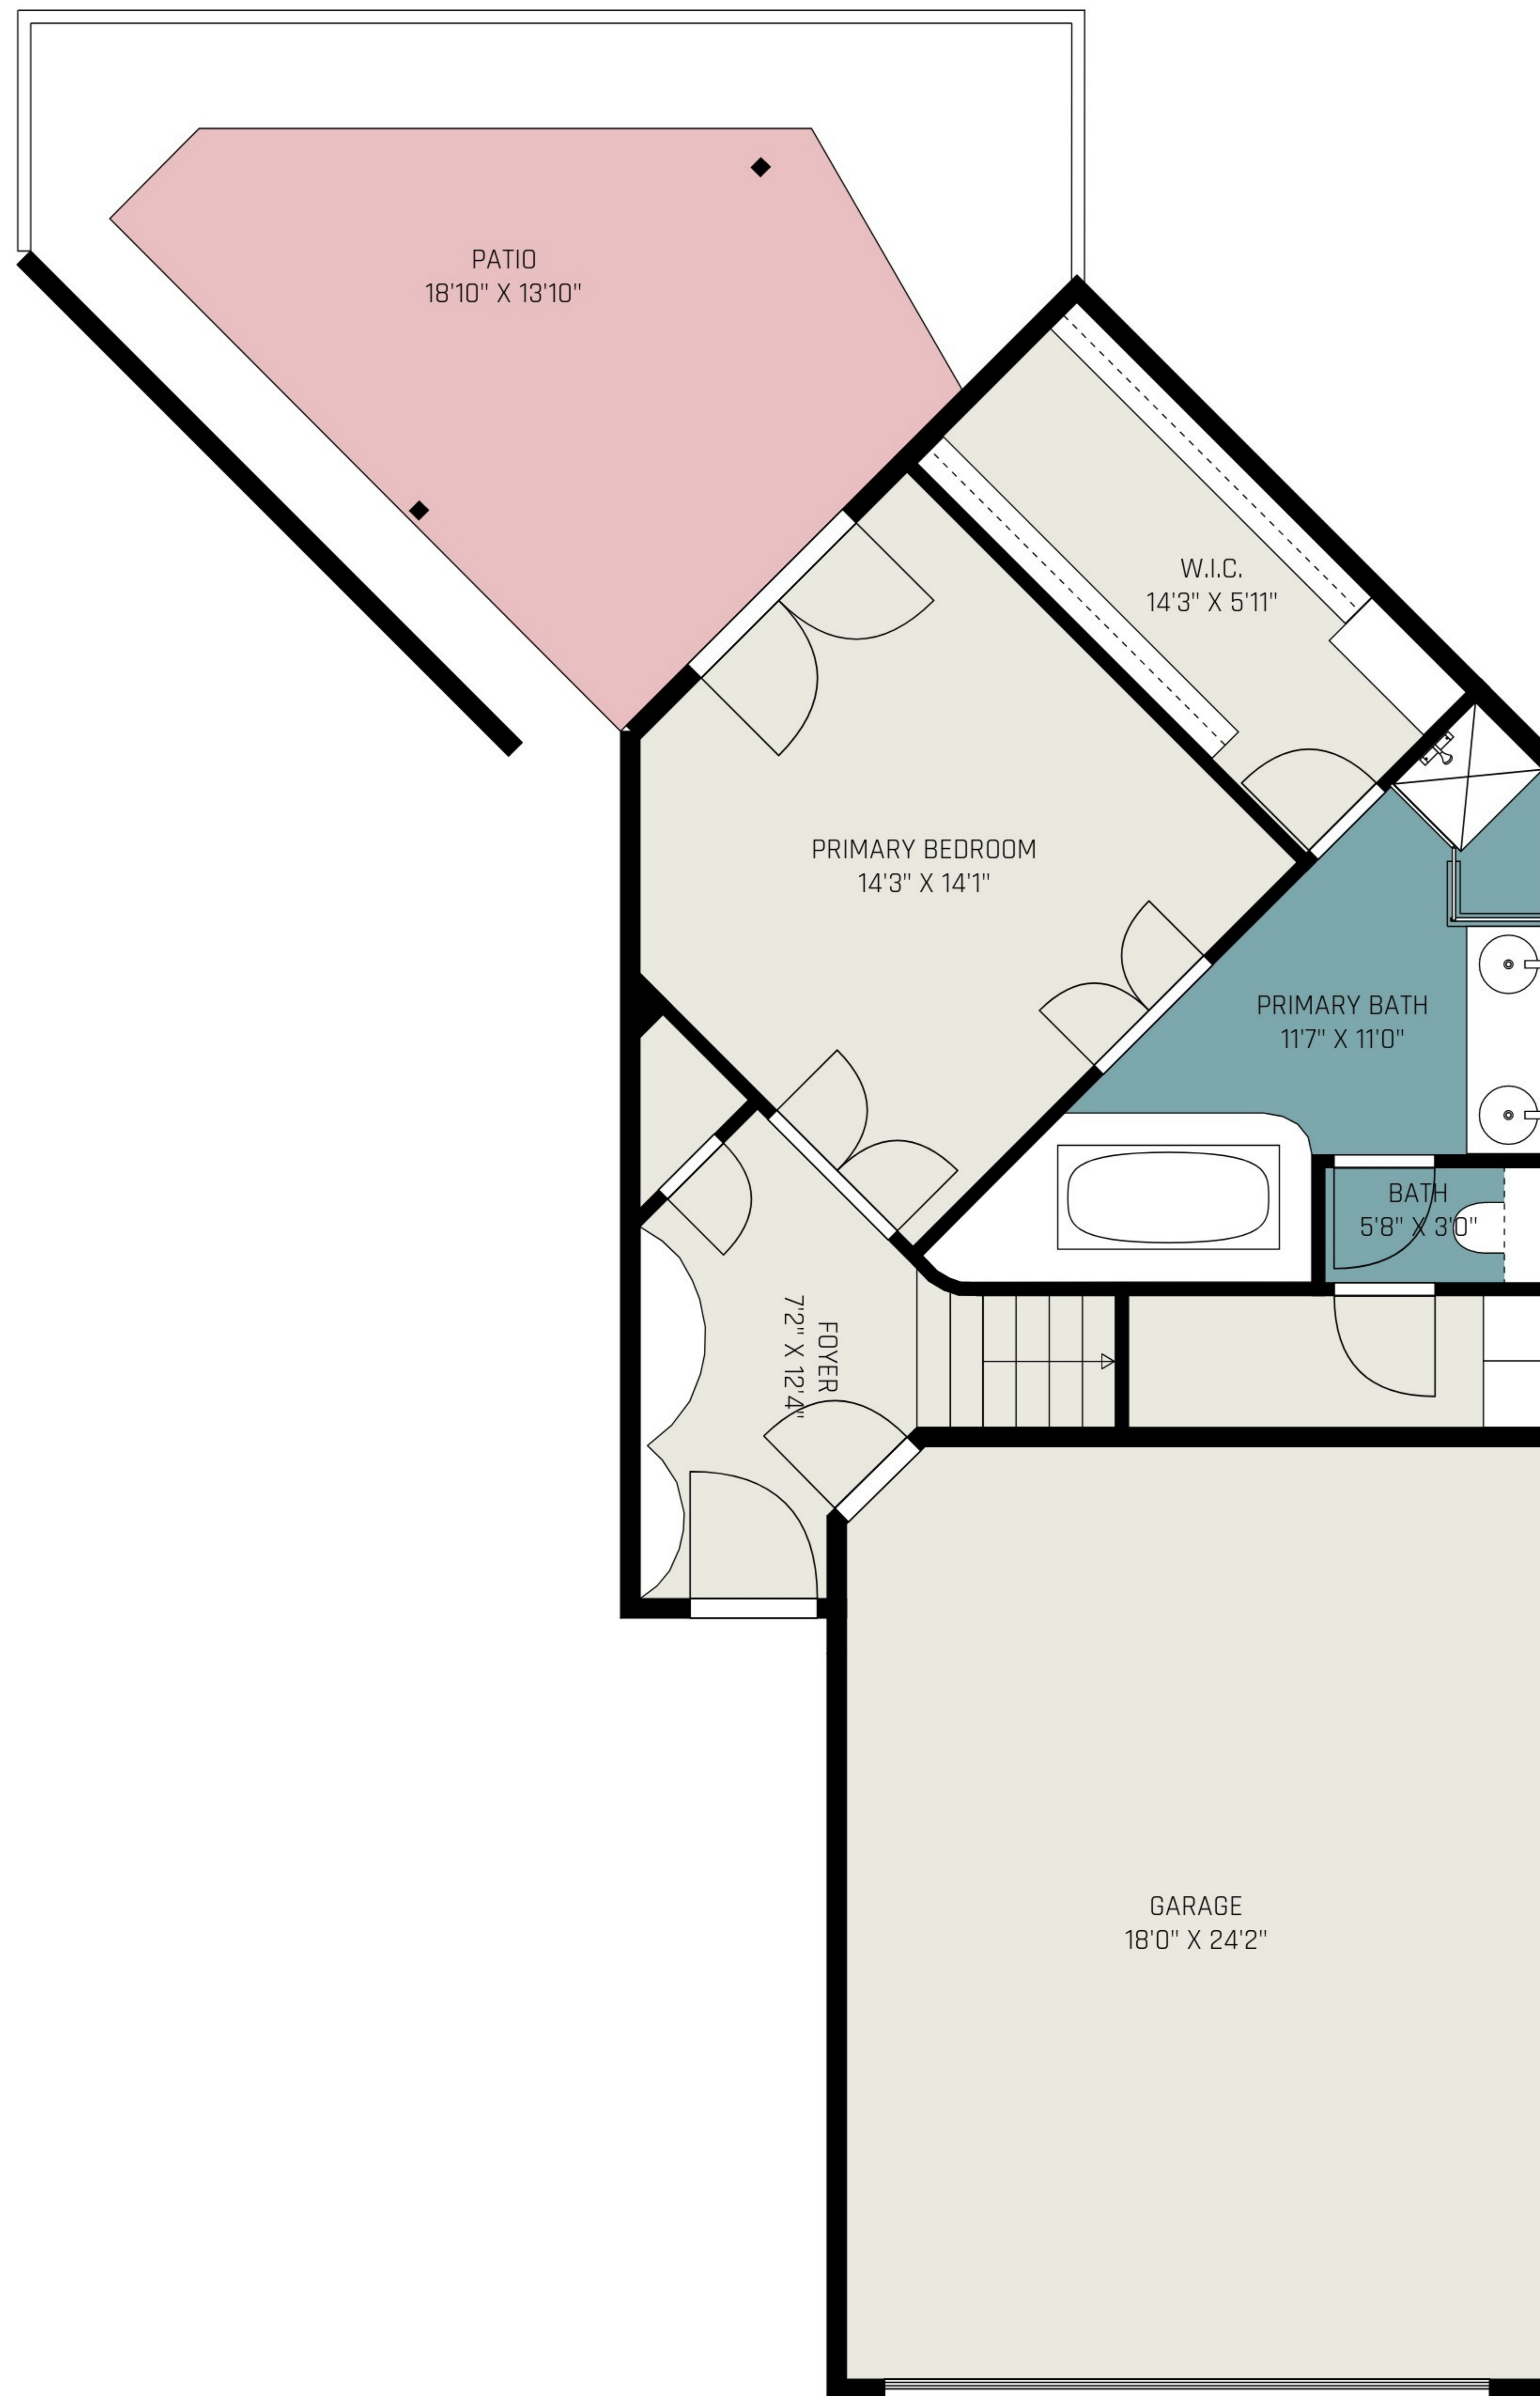 PATIO
18'10" X 13'10"
W.I.C.
14'3" X 5'11"
PRIMARY BEDROOM
14'3" X 14'1"
PRIMARY BATH
11'7" X 11'0"
BATH
5'8" X 3'0"
FOYER
7'2" X 12'4"
GARAGE
18'0" X 24'2"